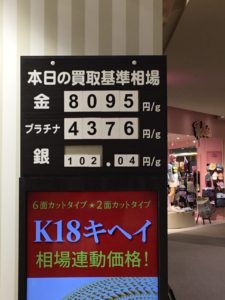 本日の買取基準相場
金 8095 円/g
プラチナ 4376 円/g
銀 102.04 円/g
6面カットタイプ★2面カットタイプ
K18キヘイ
相場連動価格!